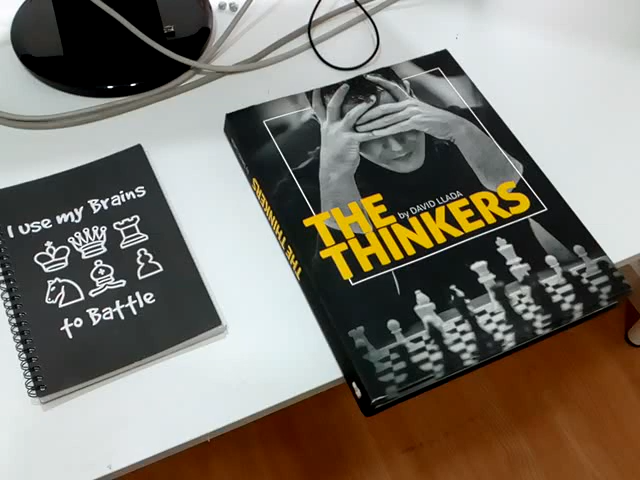 I use my Brains
to Battle
THE THINKERS
by DAVID LLADA
THE
THINKERS